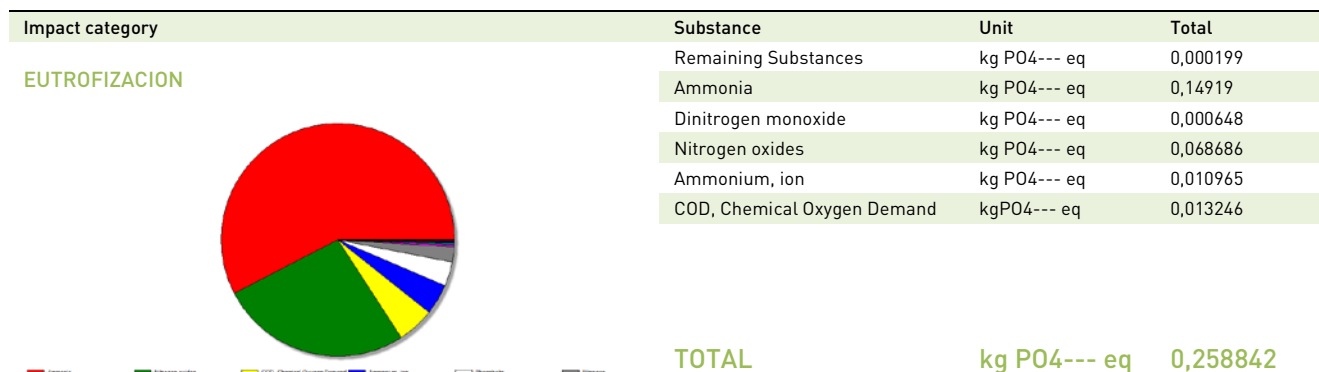 Impact category Substance Unit Total
EUTROFIZACION
Remaining Substances kg PO4--- eq 0,000199
Ammonia kg PO4--- eq 0,14919
Dinitrogen monoxide kg PO4--- eq 0,000648
Nitrogen oxides kg PO4--- eq 0,068686
Ammonium, ion kg PO4--- eq 0,010965
COD, Chemical Oxygen Demand kgPO4--- eq 0,013246
TOTAL kg PO4--- eq 0,258842